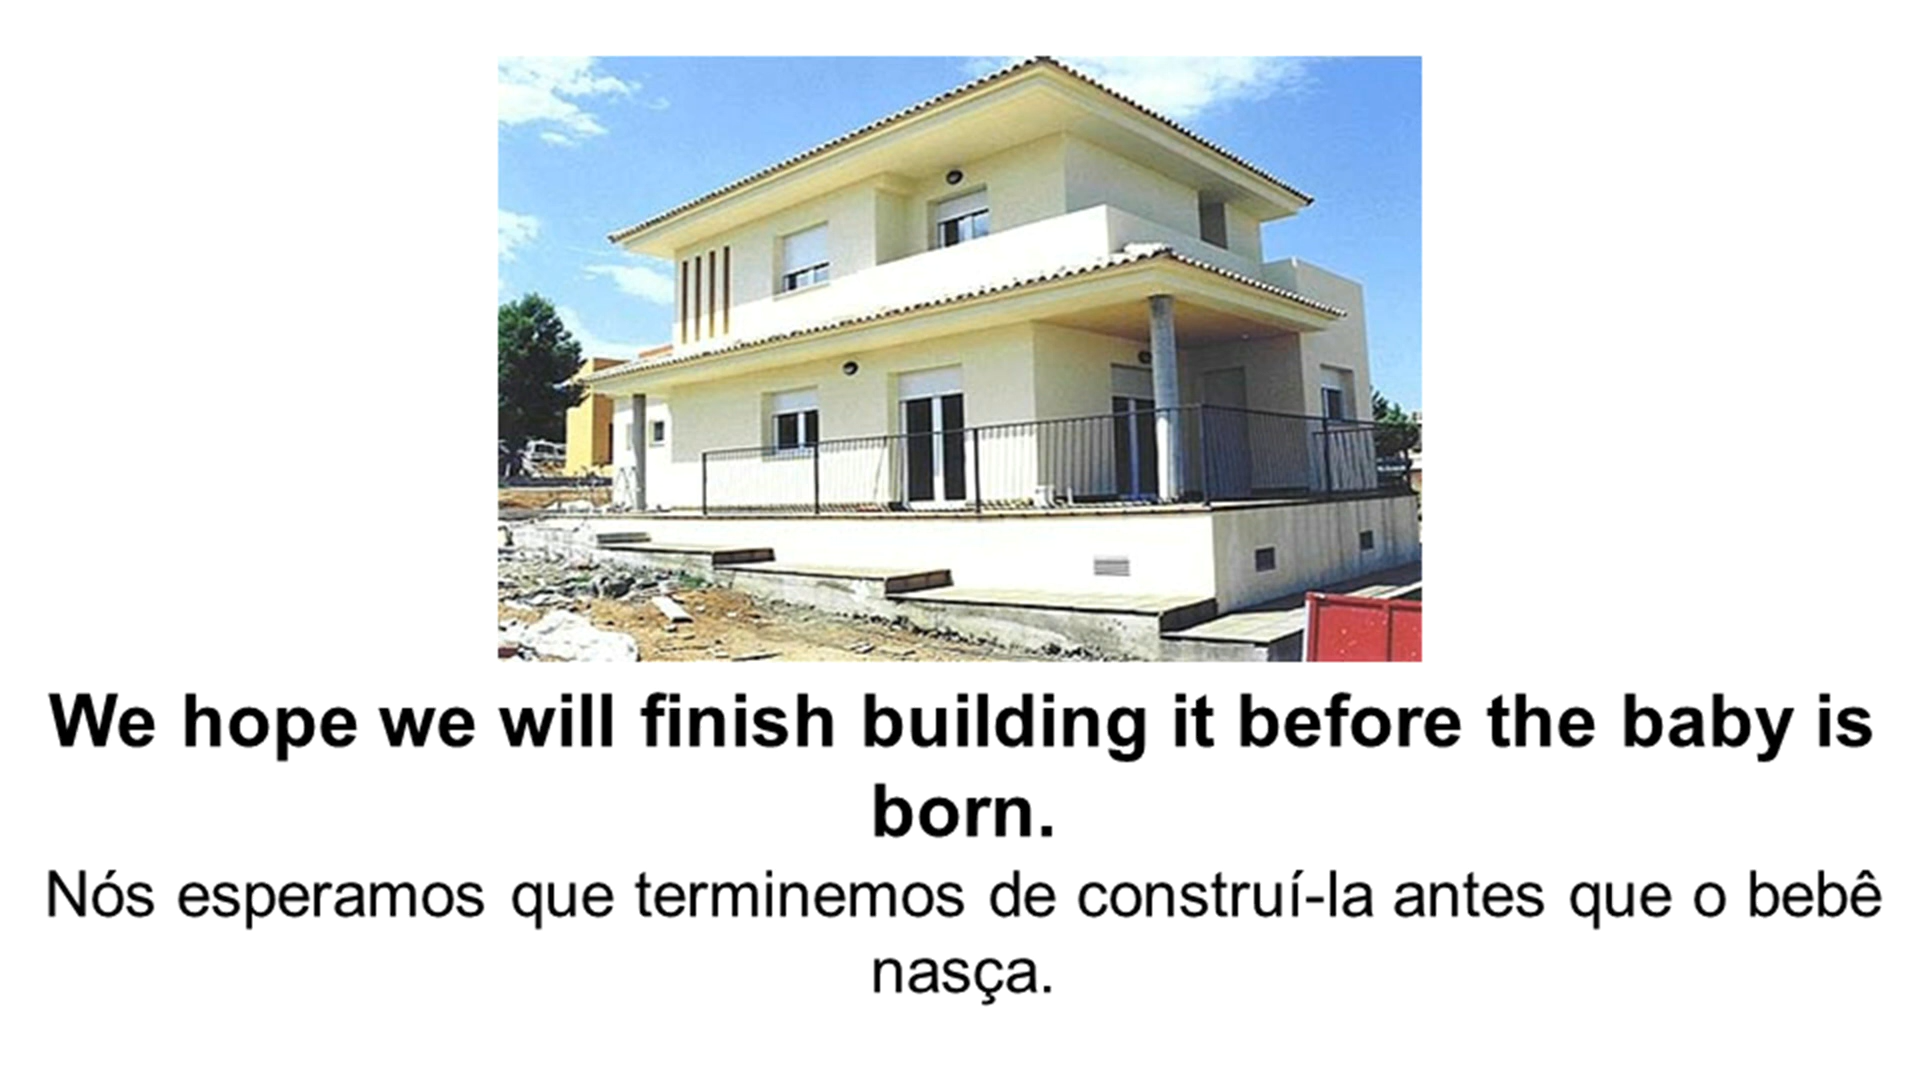 We hope we will finish building it before the baby is
born.
Nós esperamos que terminemos de construí-la antes que o bebê
nasça.